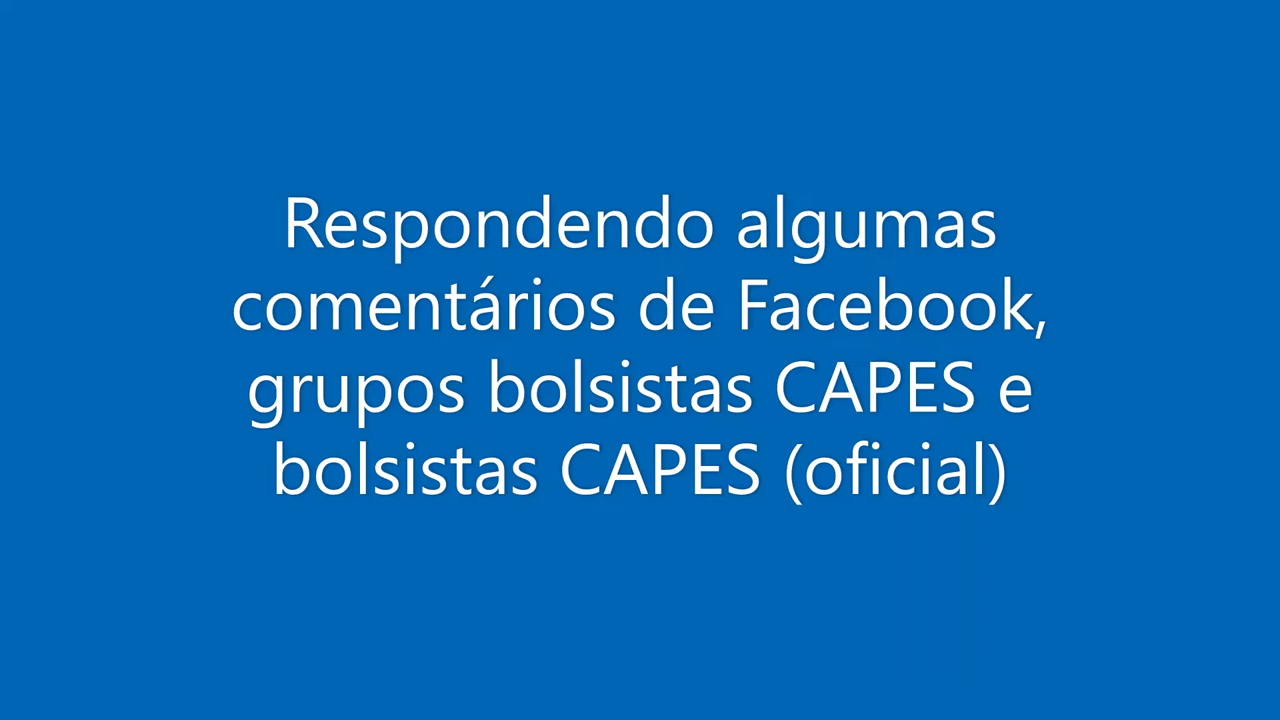 Respondendo algumas
comentários de Facebook,
grupos bolsistas CAPES e
bolsistas CAPES (oficial)